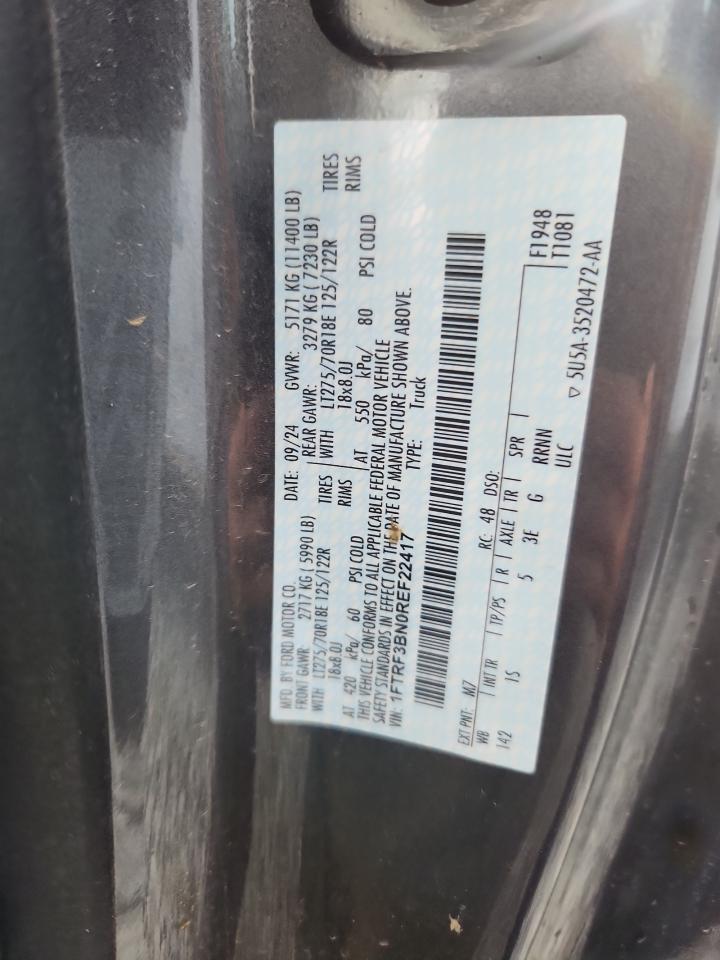 MFD. BY FORD MOTOR CO.
DATE: 09/24 GVWR: 5171 KG (11400 LB)
FRONT GAWR: 2717 KG ( 5990 LB) REAR GAWR: 3279 KG ( 7230 LB)
WITH LT275/70R18E 125/122R TIRES WITH LT275/70R18E 125/122R TIRES
18x8.0J RIMS 18x8.0J RIMS
AT 420 kPa/ 60 PSI COLD AT 550 kPa/ 80 PSI COLD
THIS VEHICLE CONFORMS TO ALL APPLICABLE FEDERAL MOTOR VEHICLE
SAFETY STANDARDS IN EFFECT ON THE DATE OF MANUFACTURE SHOWN ABOVE.
VIN: 1FTRF3BN0REF22417 TYPE: Truck
EXT PNT: M7 RC: 48 DSO:
WB INT TR TP/PS R AXLE TR SPR F1948
142 IS 5 3E G RRNN T1081
ULC
▽ 5U5A-3520472-AA